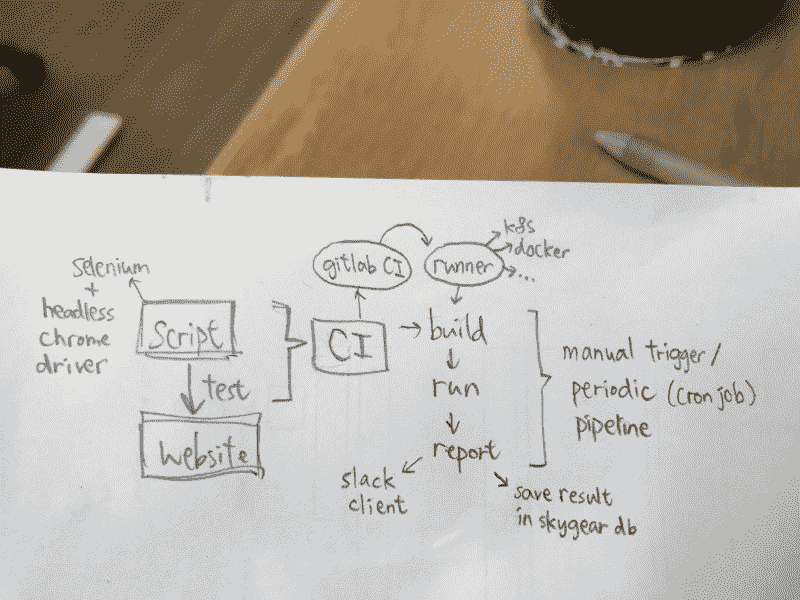 Selenium
+
headless
chrome
driver
Script
test
website
gitlab CI
runner
k8s
docker
...
CI
build
run
report
slack
client
save result
in skygear db
manual trigger /
periodic (cron job)
pipeline